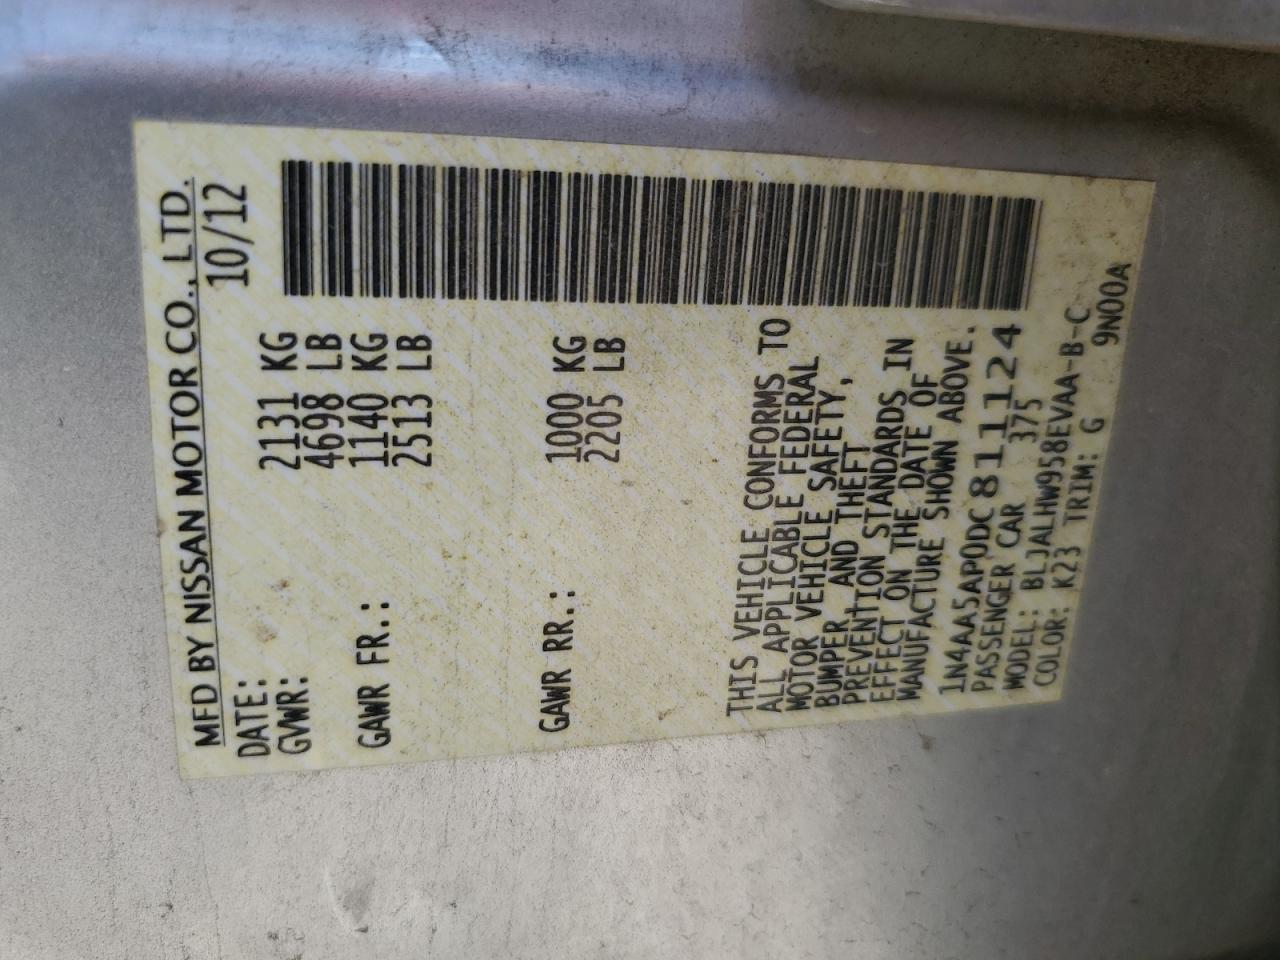 MFD BY NISSAN MOTOR CO., LTD.
DATE: 10/12
GVWR: 2131 KG
4698 LB
GAWR FR.: 1140 KG
2513 LB
GAWR RR.: 1000 KG
2205 LB
THIS VEHICLE CONFORMS TO
ALL APPLICABLE FEDERAL
MOTOR VEHICLE SAFETY,
BUMPER, AND THEFT
PREVENTION STANDARDS IN
EFFECT ON THE DATE OF
MANUFACTURE SHOWN ABOVE.
1N4AA5AP0DC811124
PASSENGER CAR 375
MODEL: BLJALHW958EVAA-B-C
COLOR: K23 TRIM: G 9N00A